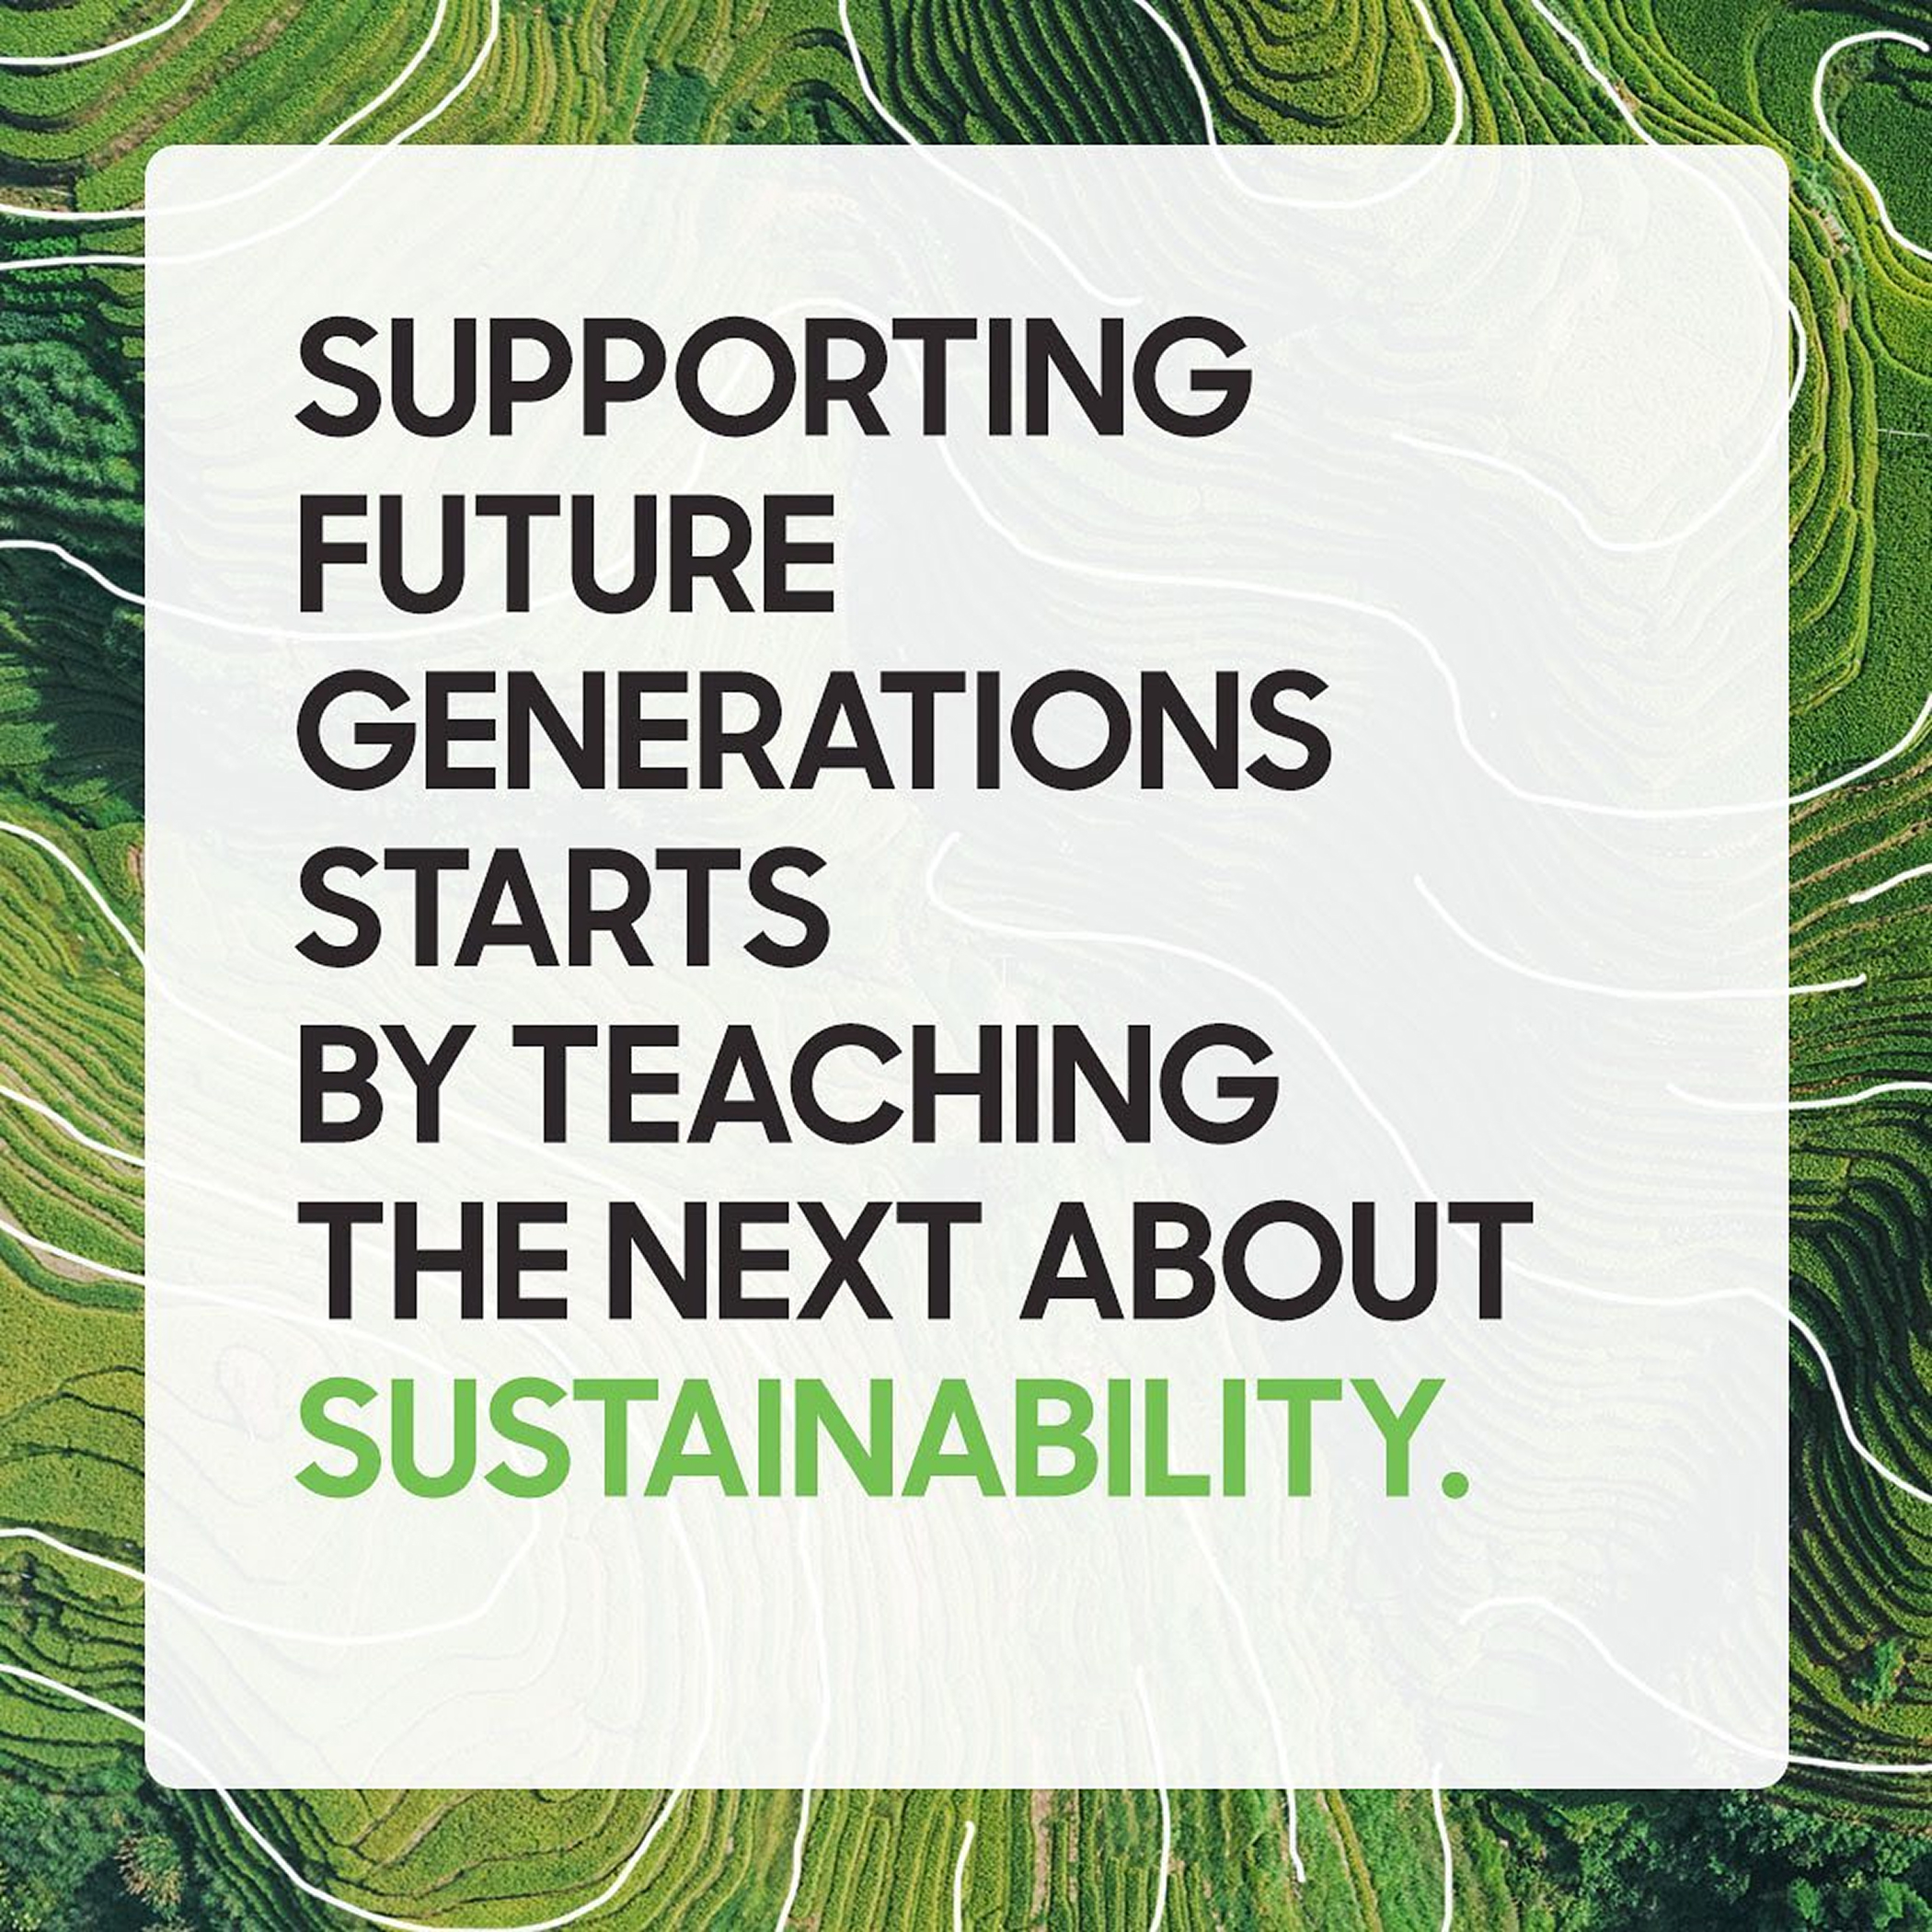 SUPPORTING
FUTURE
GENERATIONS
STARTS
BY TEACHING
THE NEXT ABOUT
SUSTAINABILITY.